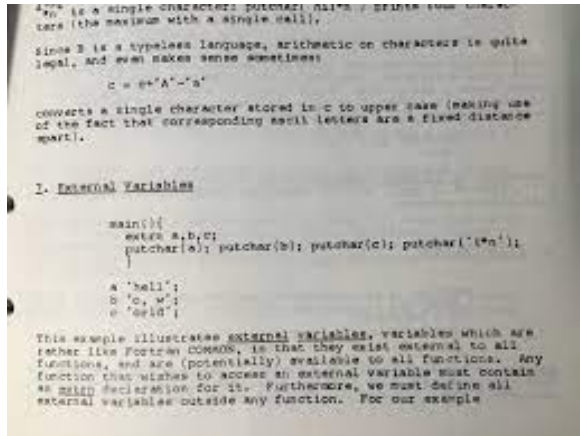 '*n' is a single character; putchar('hi!*n') prints four charac-
ters (the maximum with a single call).
Since B is a typeless language, arithmetic on characters is quite
legal, and even makes sense sometimes:
c = c+'A'-'a'
converts a single character stored in c to upper case (making use
of the fact that corresponding ascii letters are a fixed distance
apart).
7. External Variables
main(){
extrn a,b,c;
putchar(a); putchar(b); putchar(c); putchar('!*n');
}
a 'hell';
b 'o, w';
c 'orld';
This example illustrates external variables, variables which are
rather like Fortran COMMON, in that they exist external to all
functions, and are (potentially) available to all functions. Any
function that wishes to access an external variable must contain
an extrn declaration for it. Furthermore, we must define all
external variables outside any function. For our example